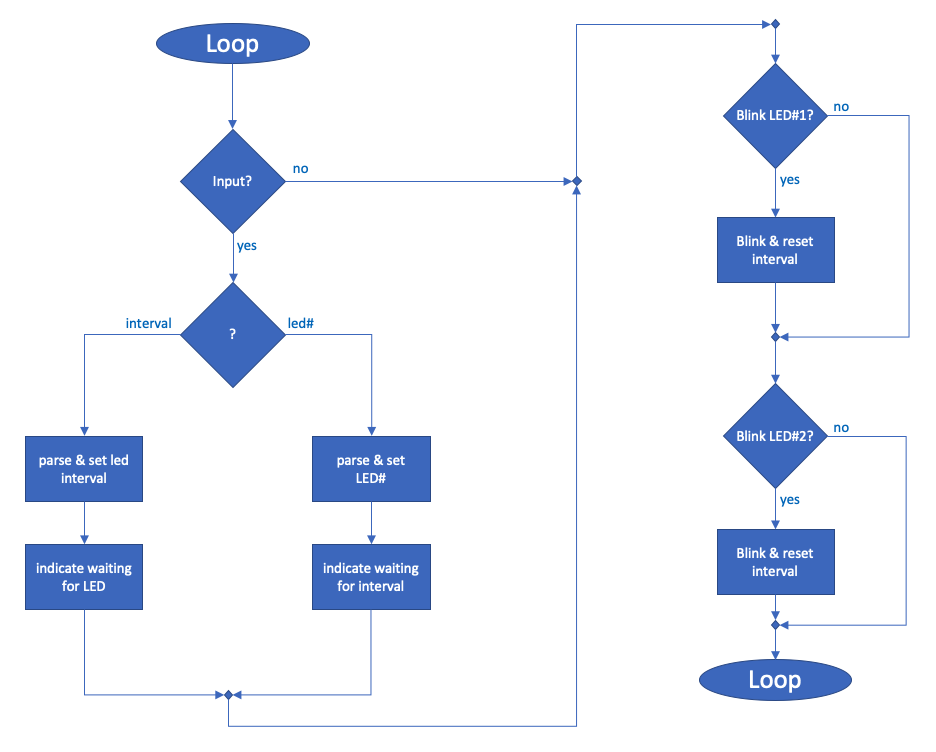 Loop
Input?
no
yes
interval
?
led#
parse & set led
interval
parse & set
LED#
indicate waiting
for LED
indicate waiting
for interval
Blink LED#1?
no
yes
Blink & reset
interval
Blink LED#2?
no
yes
Blink & reset
interval
Loop